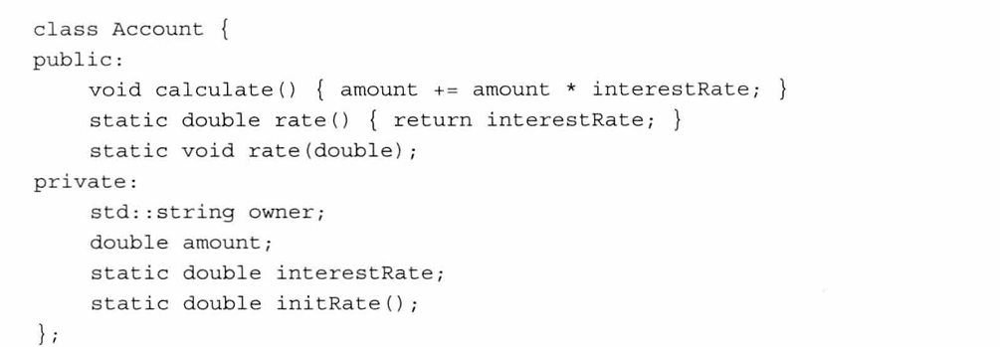 class Account {
public:
    void calculate() { amount += amount * interestRate; }
    static double rate() { return interestRate; }
    static void rate(double);
private:
    std::string owner;
    double amount;
    static double interestRate;
    static double initRate();
};